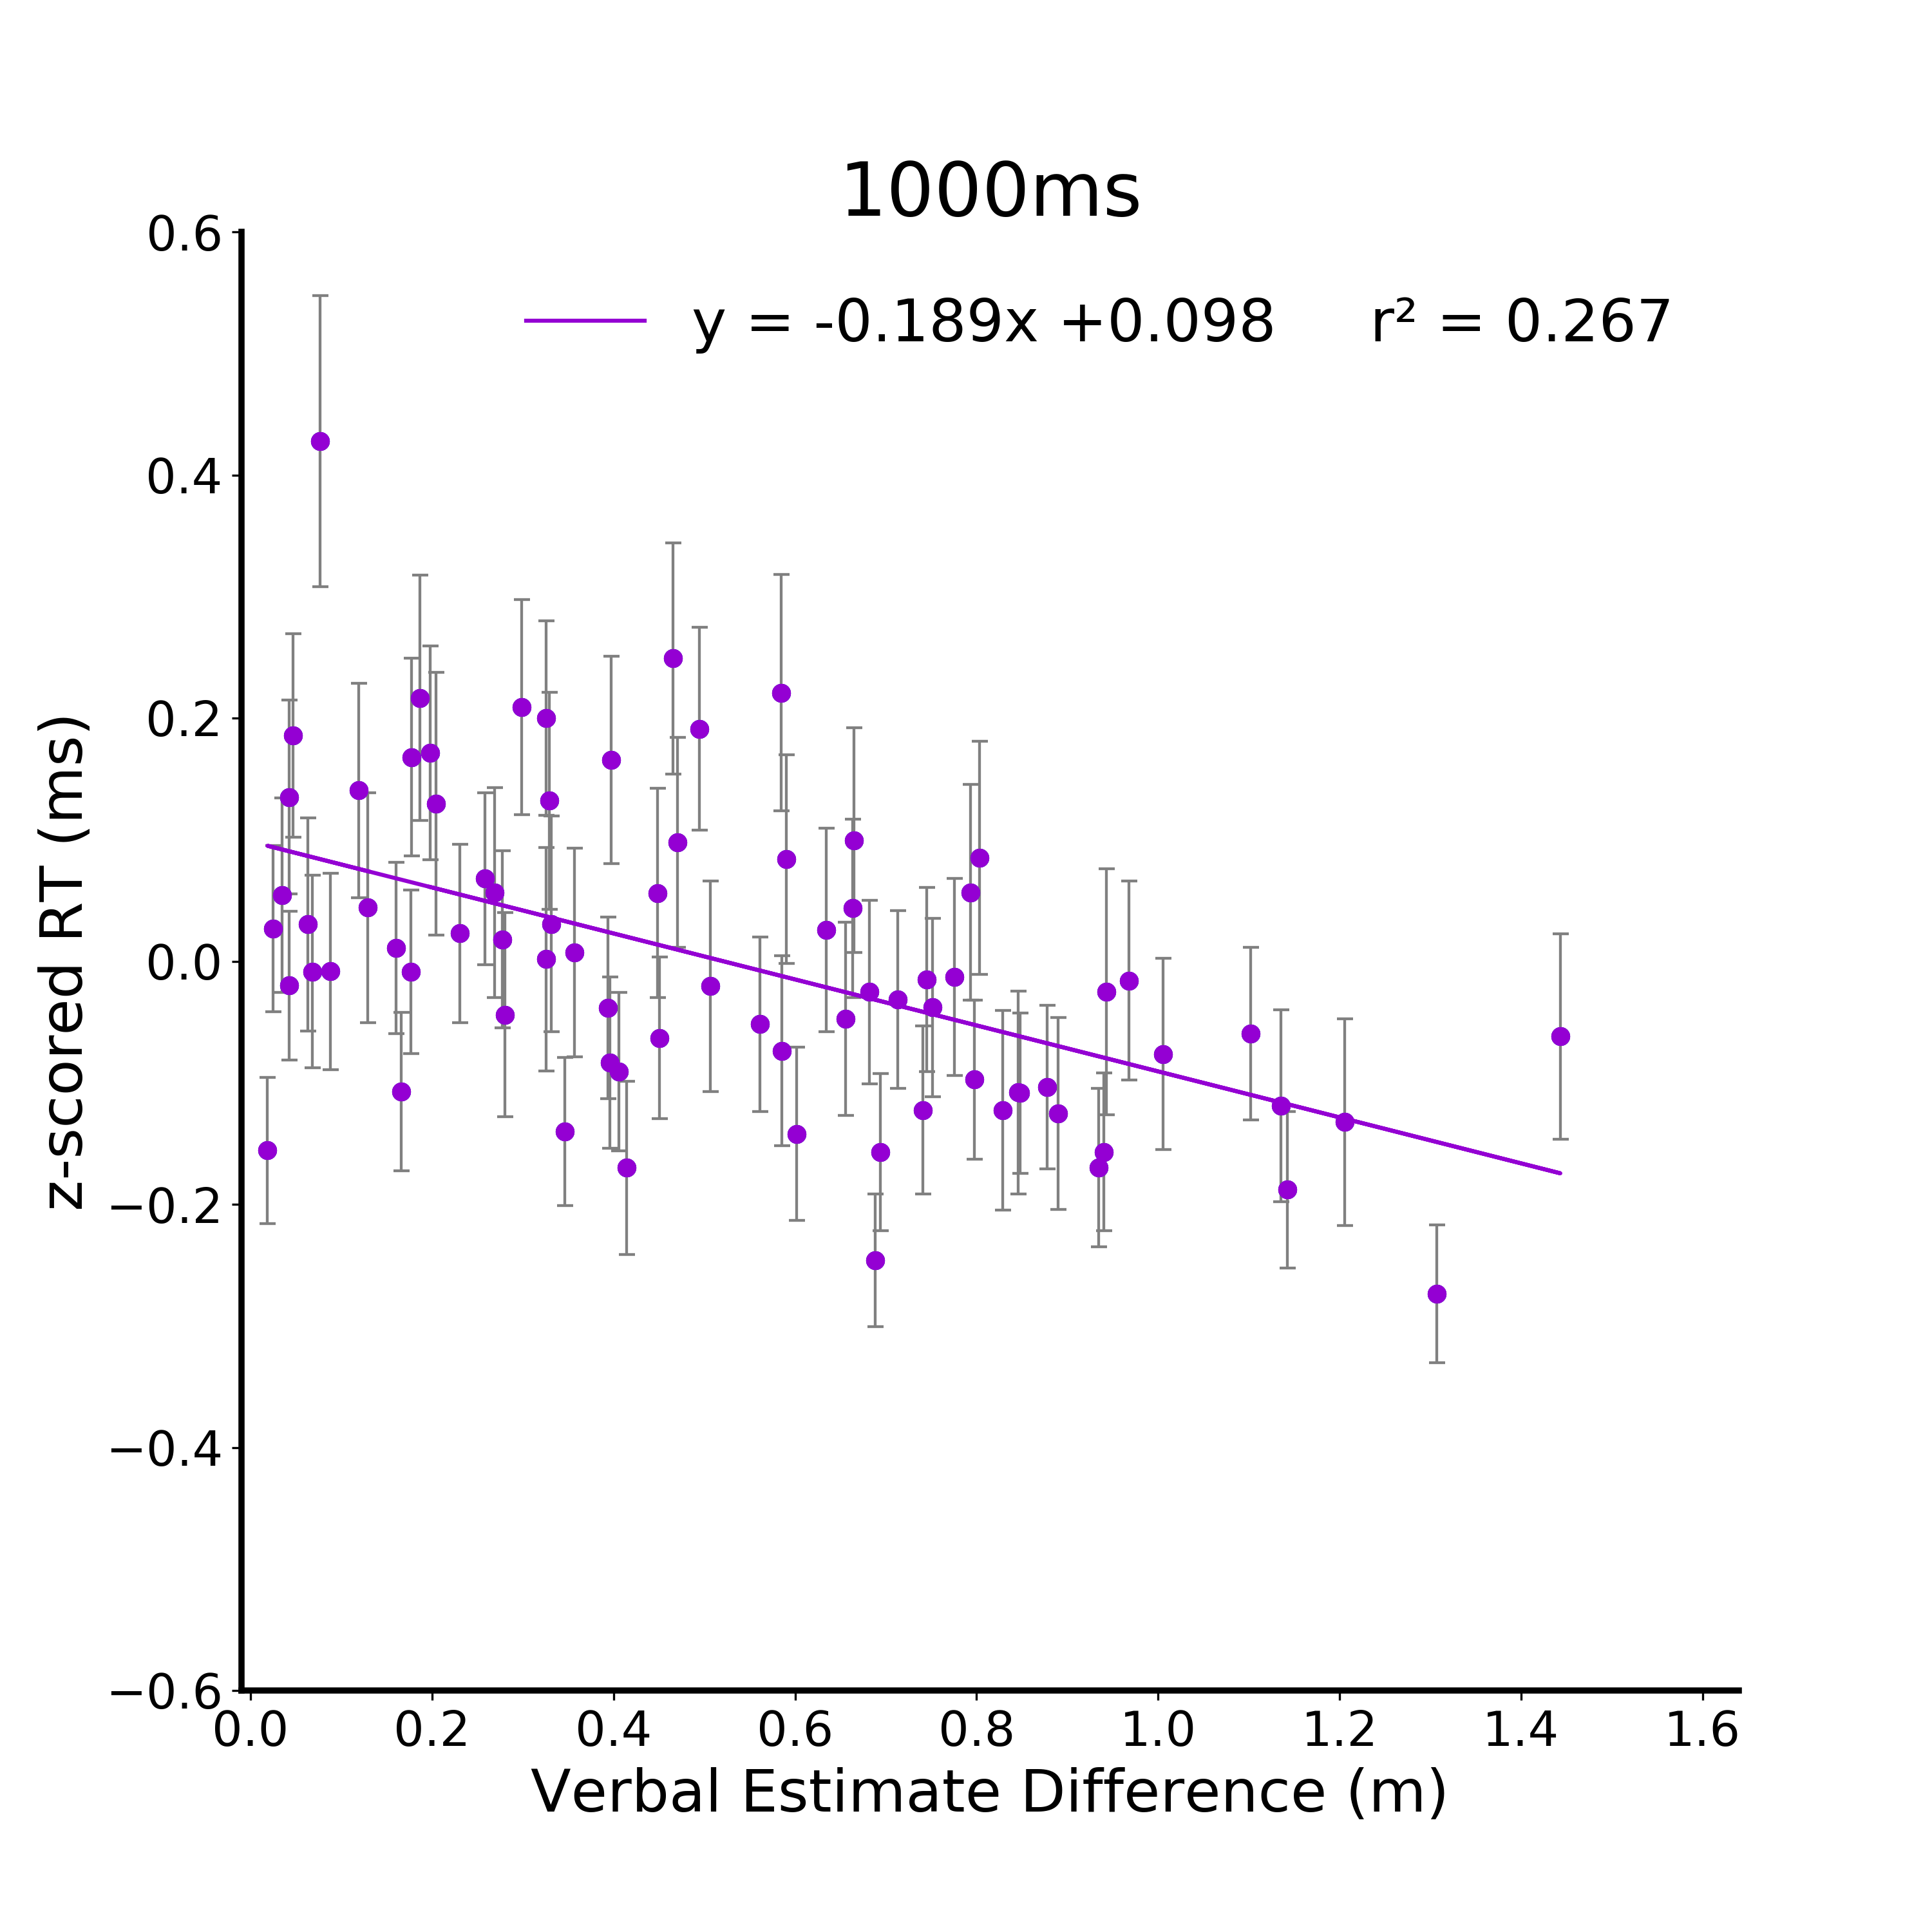 1000ms
y = -0.189x +0.098 r² = 0.267
z-scored RT (ms)
0.6
0.4
0.2
0.0
−0.2
−0.4
−0.6
0.0 0.2 0.4 0.6 0.8 1.0 1.2 1.4 1.6
Verbal Estimate Difference (m)